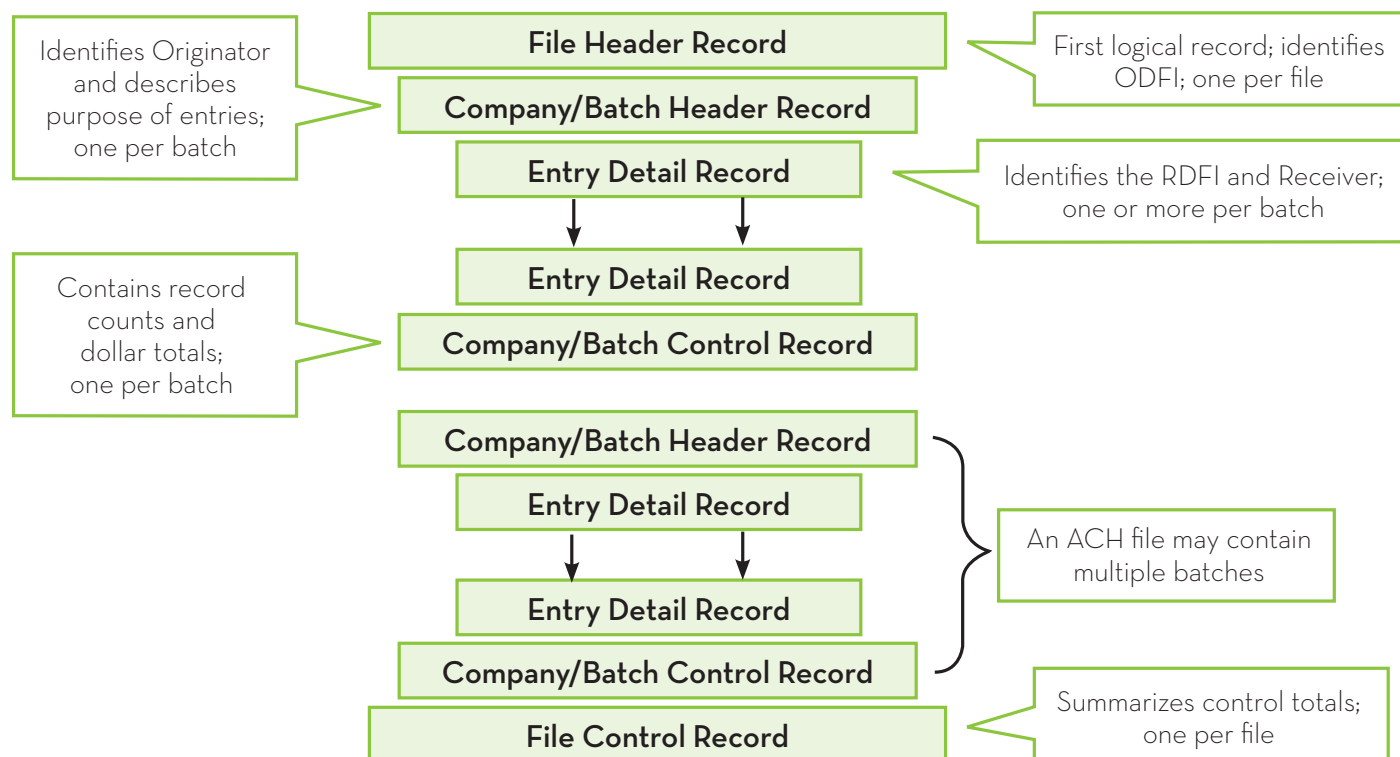 File Header Record
First logical record; identifies
ODFI; one per file
Identifies Originator
and describes
purpose of entries;
one per batch
Company/Batch Header Record
Entry Detail Record
Identifies the RDFI and Receiver;
one or more per batch
Entry Detail Record
Contains record
counts and
dollar totals;
one per batch
Company/Batch Control Record
Company/Batch Header Record
Entry Detail Record
An ACH file may contain
multiple batches
Entry Detail Record
Company/Batch Control Record
File Control Record
Summarizes control totals;
one per file